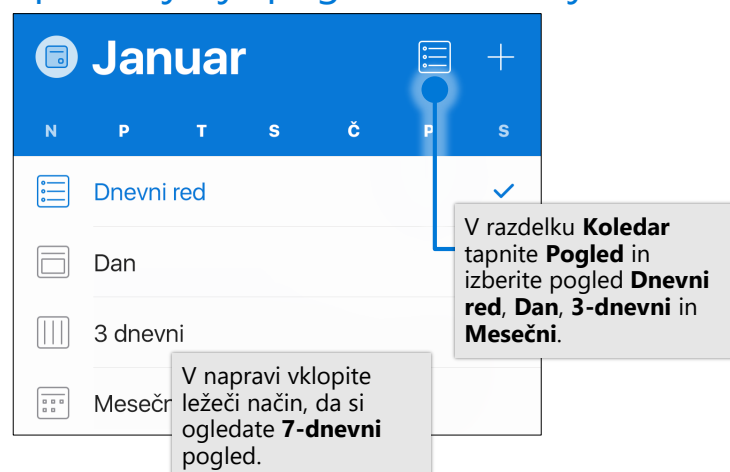 Januar
N P T S Č P S
Dnevni red
Dan
3 dnevni
V razdelku Koledar
tapnite Pogled in
izberite pogled Dnevni
red, Dan, 3-dnevni in
Mesečni.
V napravi vklopite
ležeči način, da si
ogledate 7-dnevni
pogled.